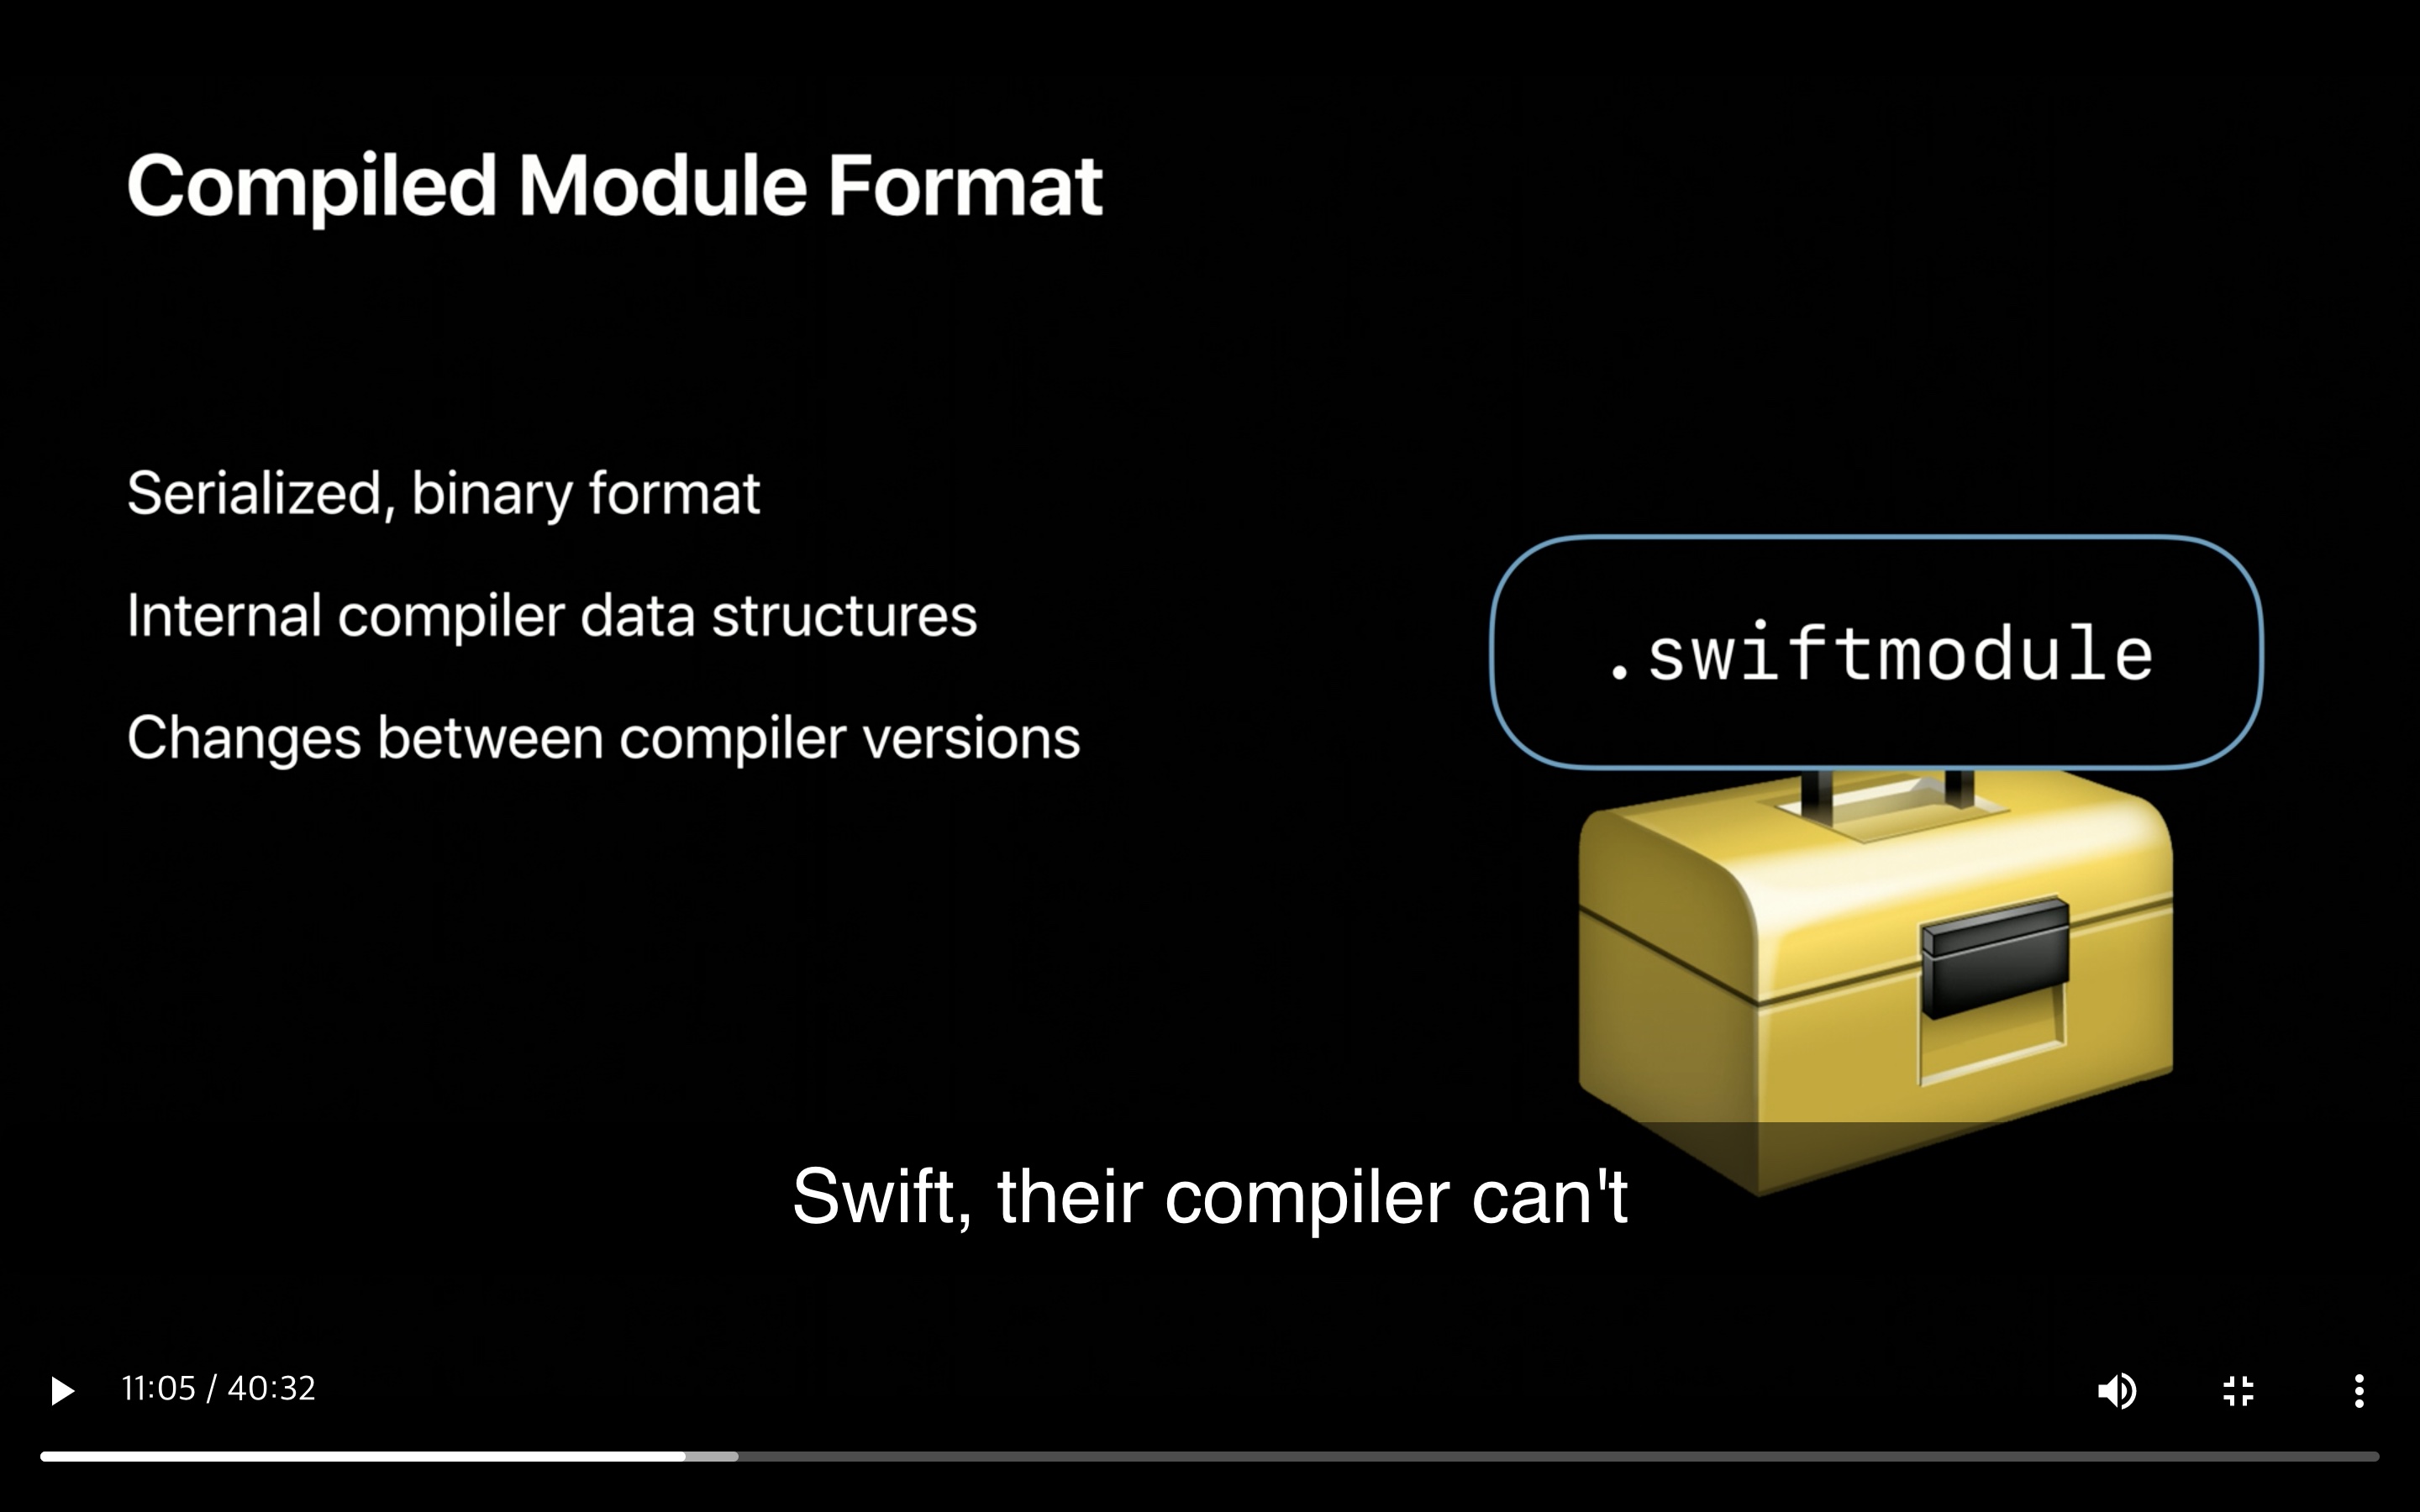 Compiled Module Format
Serialized, binary format
Internal compiler data structures
Changes between compiler versions
.swiftmodule
Swift, their compiler can't
11:05 / 40:32